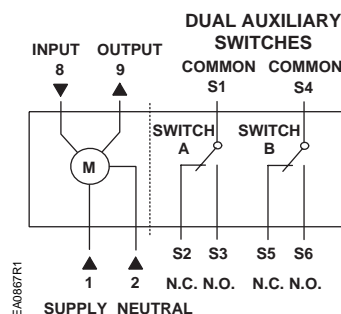 DUAL AUXILIARY
SWITCHES
INPUT OUTPUT
8 9
COMMON COMMON
S1 S4
SWITCH
A
SWITCH
B
M
S2 S3 S5 S6
1 2
N.C. N.O. N.C. N.O.
SUPPLY NEUTRAL
EA0867R1